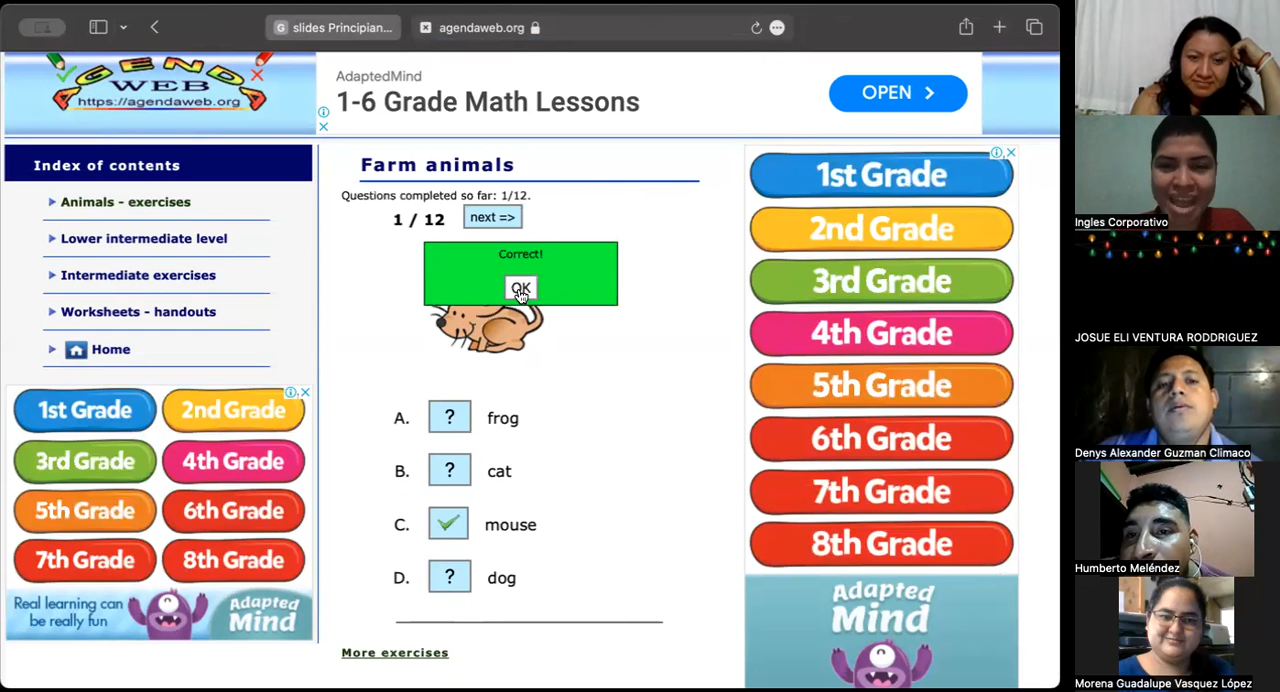 slides Principian...
agendaweb.org
AGENDA
WEB
https://agendaweb.org
AdaptedMind
1-6 Grade Math Lessons
OPEN
Index of contents
Animals - exercises
Lower intermediate level
Intermediate exercises
Worksheets - handouts
Home
1st Grade
2nd Grade
3rd Grade
4th Grade
5th Grade
6th Grade
7th Grade
8th Grade
Real learning can
be really fun
Adapted
Mind
Farm animals
Questions completed so far: 1/12.
1 / 12
next =>
Correct!
OK
A. ? frog
B. ? cat
C. mouse
D. ? dog
More exercises
1st Grade
2nd Grade
3rd Grade
4th Grade
5th Grade
6th Grade
7th Grade
8th Grade
Adapted
Mind
Ingles Corporativo
JOSUE ELI VENTURA RODDRIGUEZ
Denys Alexander Guzman Climaco
Humberto Meléndez
Morena Guadalupe Vasquez López